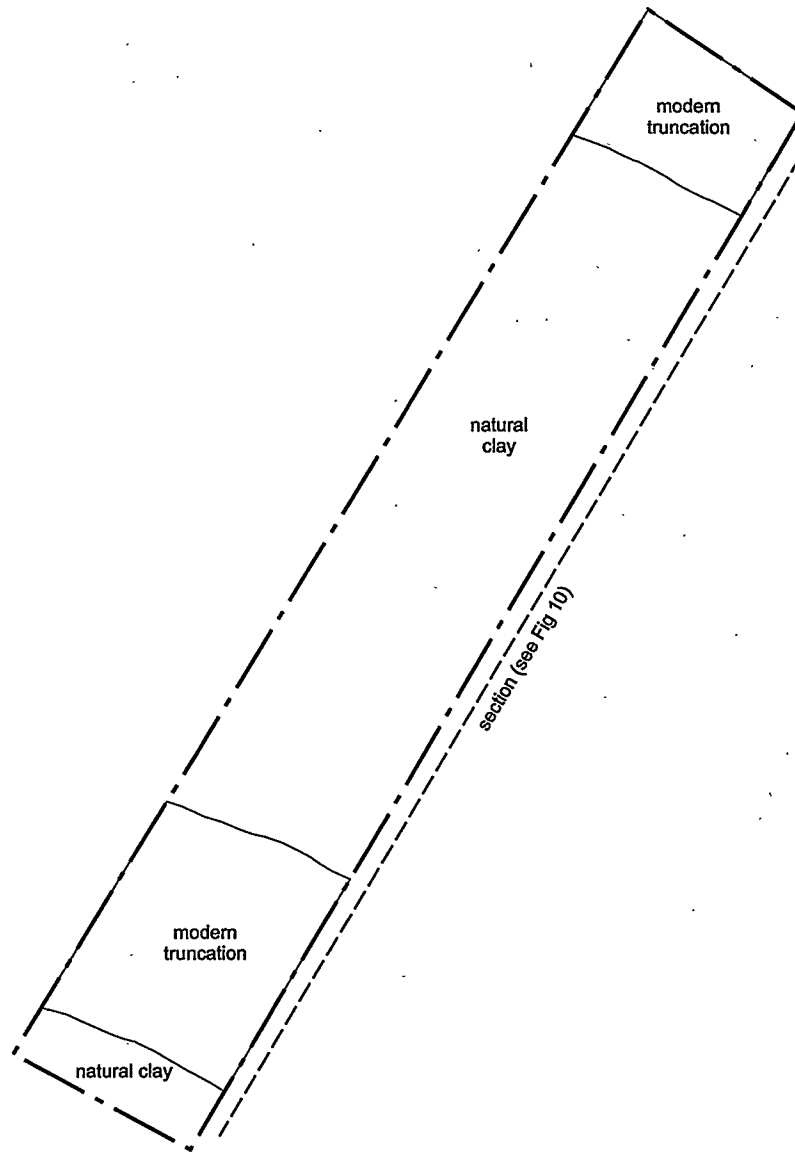 modern
truncation
natural
clay
section (see Fig 10)
modern
truncation
natural clay